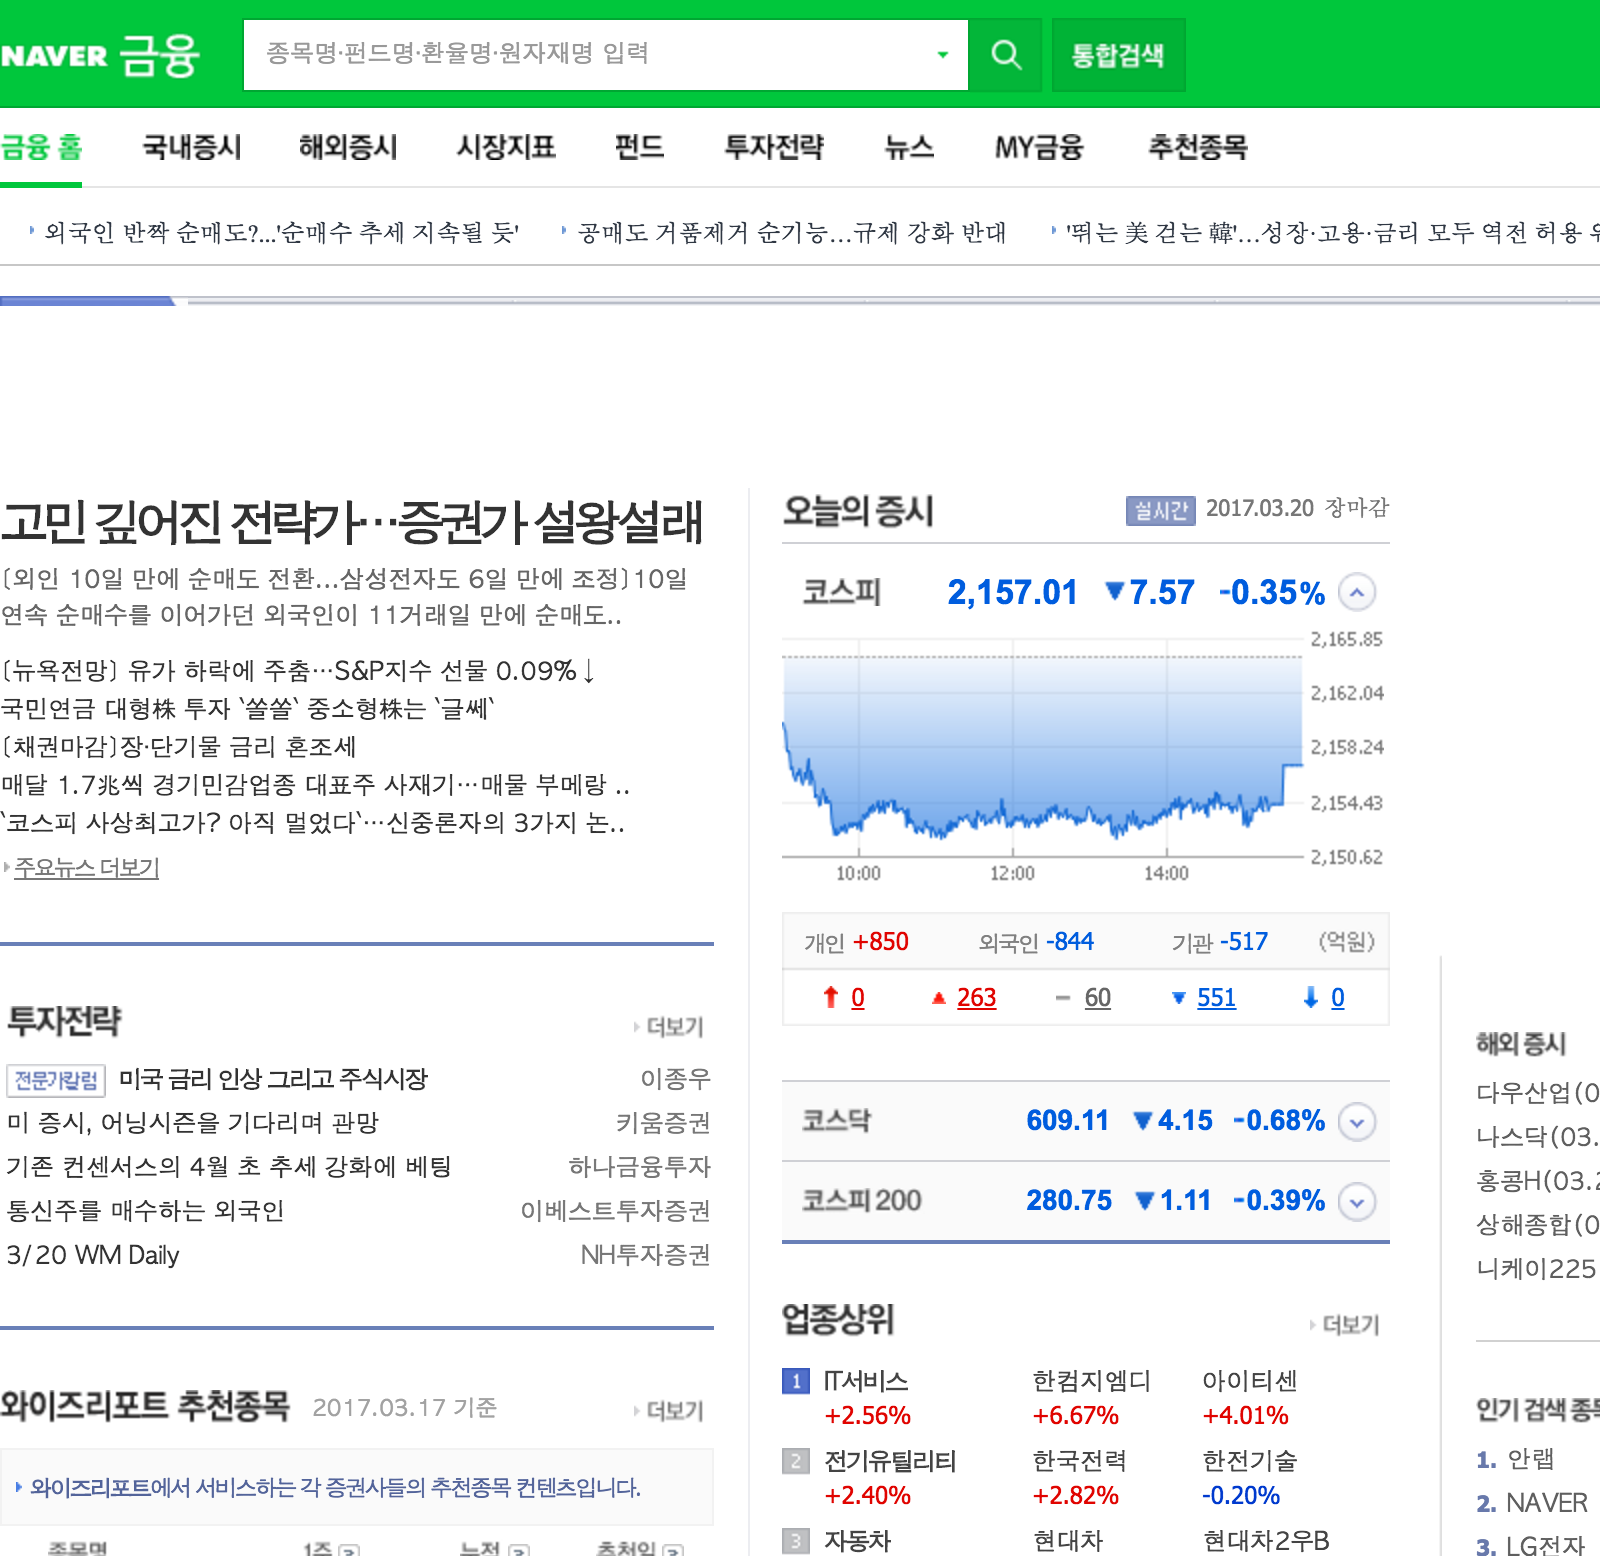 NAVER 금융
종목명·펀드명·환율명·원자재명 입력
통합검색
금융 홈 국내증시 해외증시 시장지표 펀드 투자전략 뉴스 MY금융 추천종목
외국인 반짝 순매도?...'순매수 추세 지속될 듯' 공매도 거품제거 순기능...규제 강화 반대 '뛰는 美 걷는 韓'...성장·고용·금리 모두 역전 허용
고민 깊어진 전략가…증권가 설왕설래
[외인 10일 만에 순매도 전환...삼성전자도 6일 만에 조정]10일
연속 순매수를 이어가던 외국인이 11거래일 만에 순매도..
[뉴욕전망] 유가 하락에 주춤…S&P지수 선물 0.09%↓
국민연금 대형株 투자 `쏠쏠` 중소형株는 `글쎄`
[채권마감]장·단기물 금리 혼조세
매달 1.7兆씩 경기민감업종 대표주 사재기…매물 부메랑 ..
`코스피 사상최고가? 아직 멀었다`…신중론자의 3가지 논..
주요뉴스 더보기
투자전략 더보기
전문가칼럼 미국 금리 인상 그리고 주식시장 이종우
미 증시, 어닝시즌을 기다리며 관망 키움증권
기존 컨센서스의 4월 초 추세 강화에 베팅 하나금융투자
통신주를 매수하는 외국인 이베스트투자증권
3/20 WM Daily NH투자증권
와이즈리포트 추천종목 2017.03.17 기준 더보기
와이즈리포트에서 서비스하는 각 증권사들의 추천종목 컨텐츠입니다.
종목명 1주 누적 추천일
오늘의 증시 실시간 2017.03.20 장마감
코스피 2,157.01 ▼7.57 -0.35%
2,165.85
2,162.04
2,158.24
2,154.43
2,150.62
10:00 12:00 14:00
개인 +850 외국인 -844 기관 -517 (억원)
0 263 60 551 0
코스닥 609.11 ▼4.15 -0.68%
코스피 200 280.75 ▼1.11 -0.39%
업종상위 더보기
1 IT서비스 한컴지엠디 아이티센
+2.56% +6.67% +4.01%
2 전기유틸리티 한국전력 한전기술
+2.40% +2.82% -0.20%
3 자동차 현대차 현대차2우B
해외 증시
다우산업(0
나스닥(03.
홍콩H(03.2
상해종합(0
니케이225
인기 검색 종목
1. 안랩
2. NAVER
3. LG전자